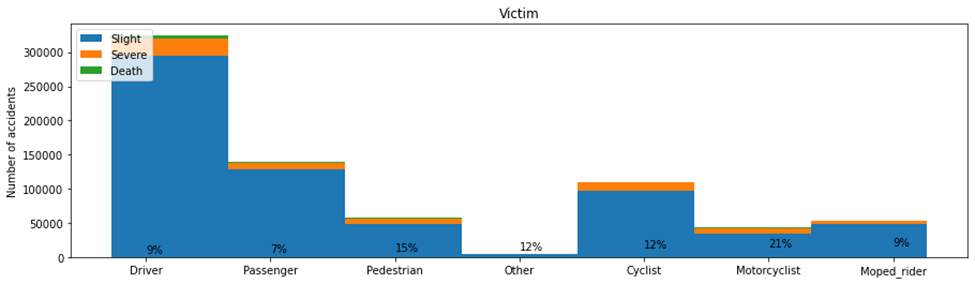 Victim
Slight
Severe
Death
Number of accidents
300000
250000
200000
150000
100000
50000
0
9%
7%
15%
12%
12%
21%
9%
Driver
Passenger
Pedestrian
Other
Cyclist
Motorcyclist
Moped_rider